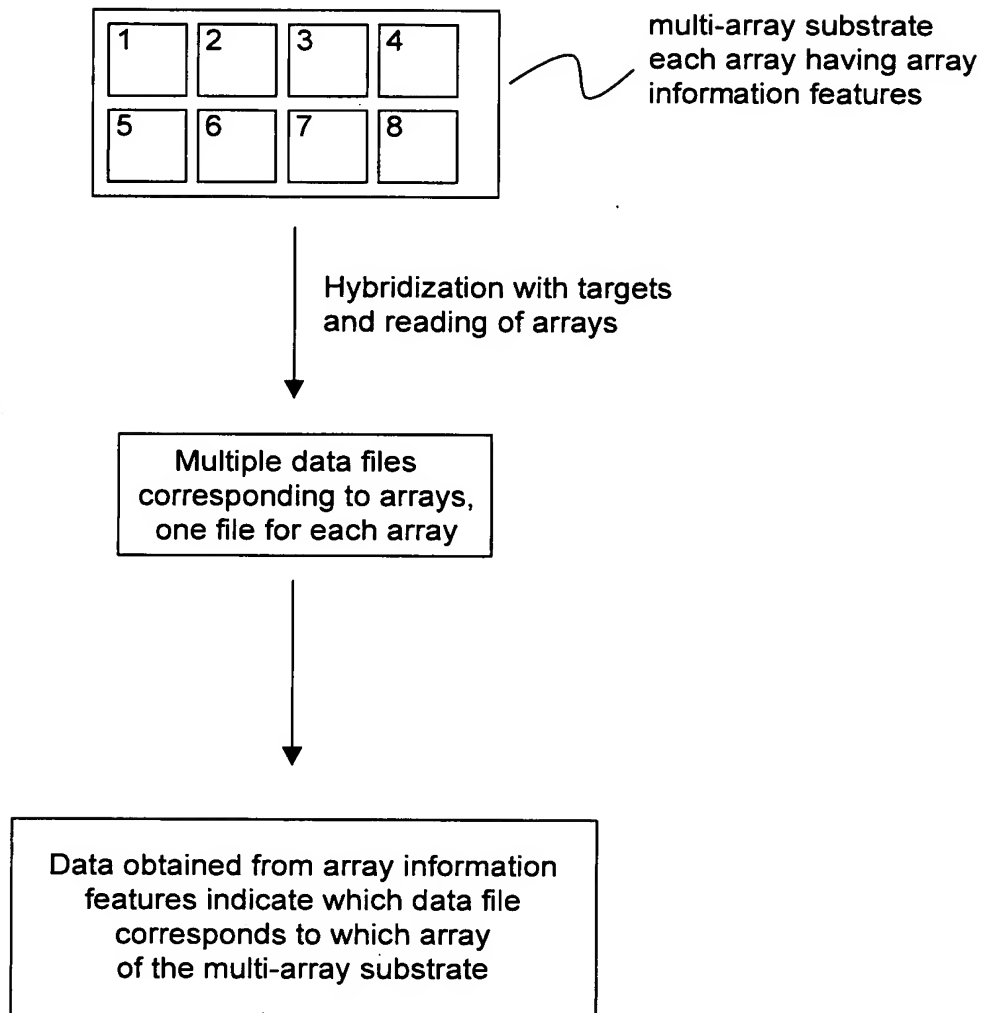 1 2 3 4
multi-array substrate
each array having array
information features
5 6 7 8
Hybridization with targets
and reading of arrays
Multiple data files
corresponding to arrays,
one file for each array
Data obtained from array information
features indicate which data file
corresponds to which array
of the multi-array substrate